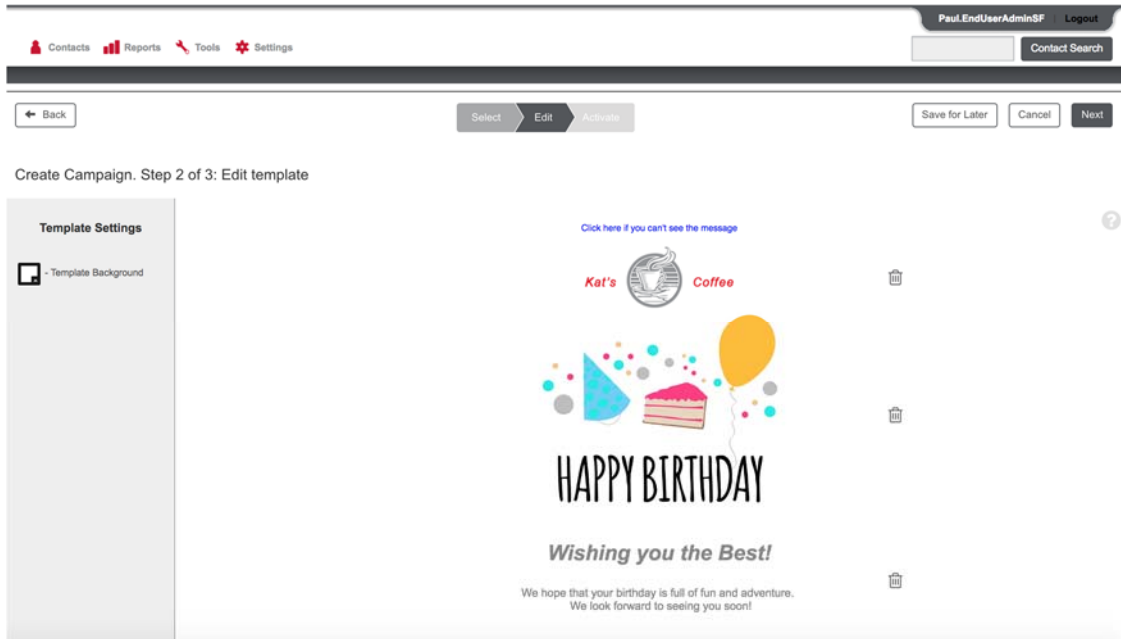 Paul.EndUserAdminSF Logout
Contacts Reports Tools Settings
Contact Search
Back
Select Edit Activate
Save for Later Cancel Next
Create Campaign. Step 2 of 3: Edit template
Template Settings
- Template Background
Click here if you can't see the message
?
Kat's Coffee
HAPPY BIRTHDAY
Wishing you the Best!
We hope that your birthday is full of fun and adventure.
We look forward to seeing you soon!